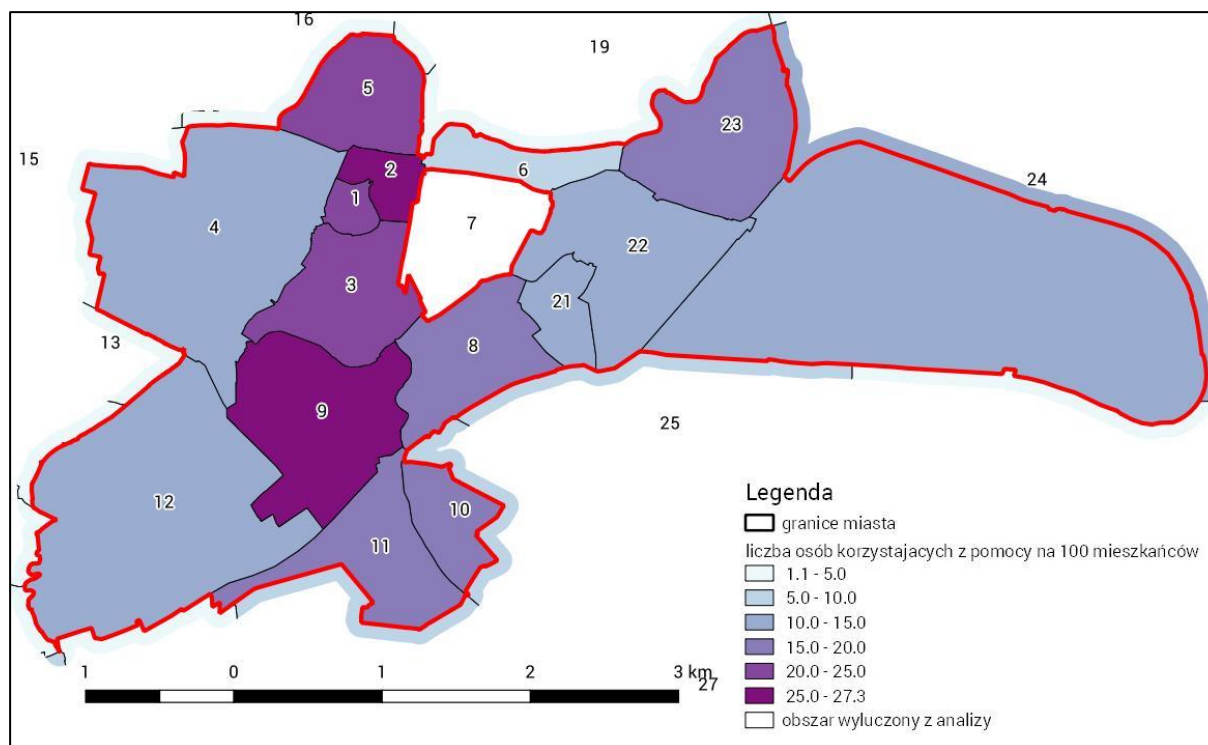 16
19
5
23
15
2
6
24
1
7
4
22
3
21
13
8
9
25
12
10
11
Legenda
granice miasta
liczba osób korzystajacych z pomocy na 100 mieszkańców
1.1 - 5.0
5.0 - 10.0
10.0 - 15.0
15.0 - 20.0
20.0 - 25.0
25.0 - 27.3
obszar wyluczony z analizy
1 0 1 2 3 km
27